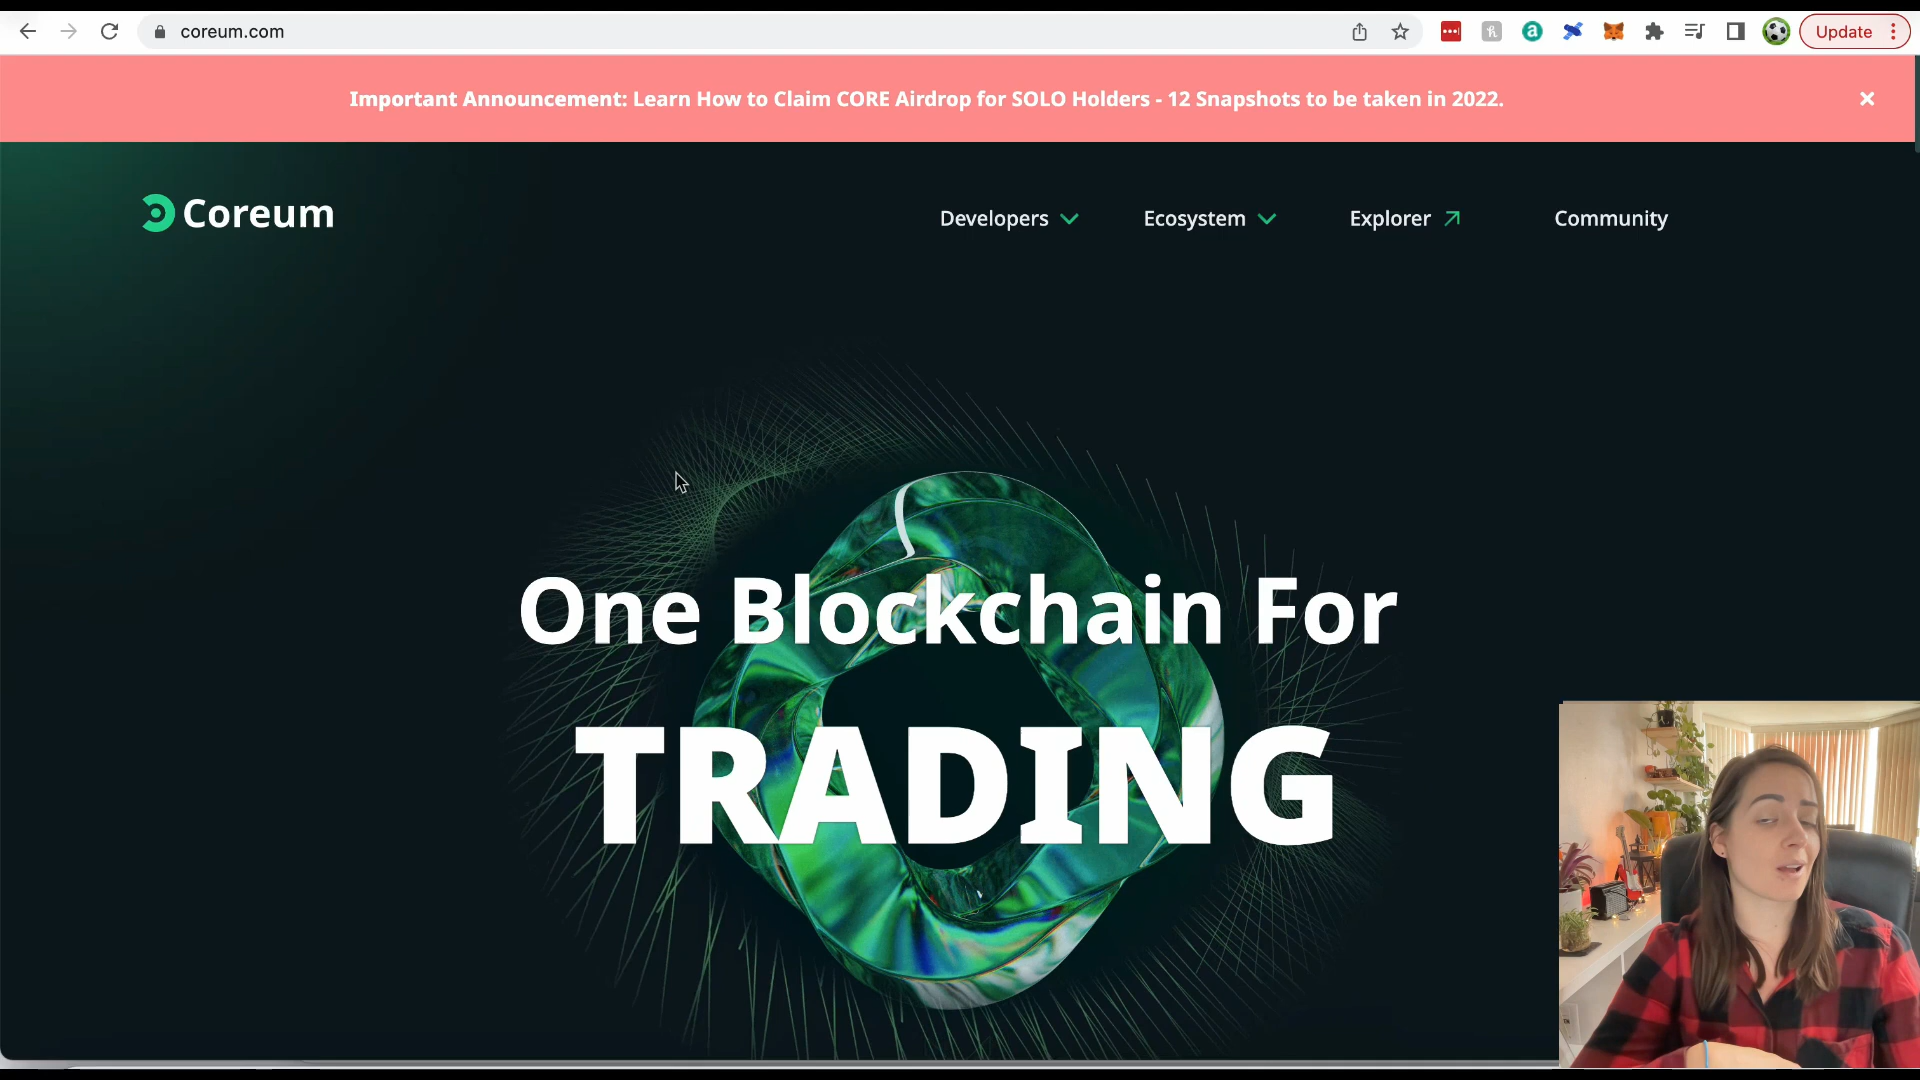 coreum.com
Update
Important Announcement: Learn How to Claim CORE Airdrop for SOLO Holders - 12 Snapshots to be taken in 2022.
Coreum
Developers
Ecosystem
Explorer
Community
One Blockchain For
TRADING